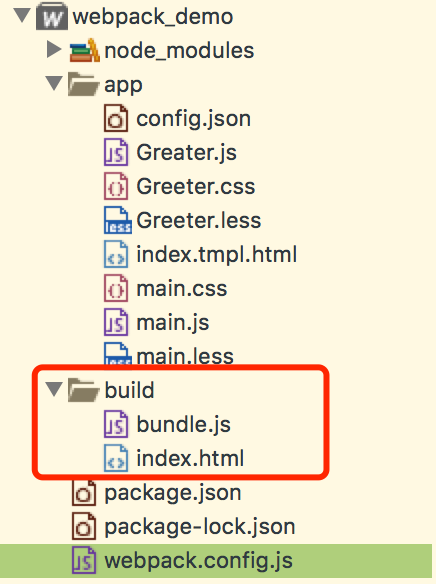 webpack_demo
node_modules
app
config.json
Greater.js
Greeter.css
Greeter.less
index.tmpl.html
main.css
main.js
main.less
build
bundle.js
index.html
package.json
package-lock.json
webpack.config.js